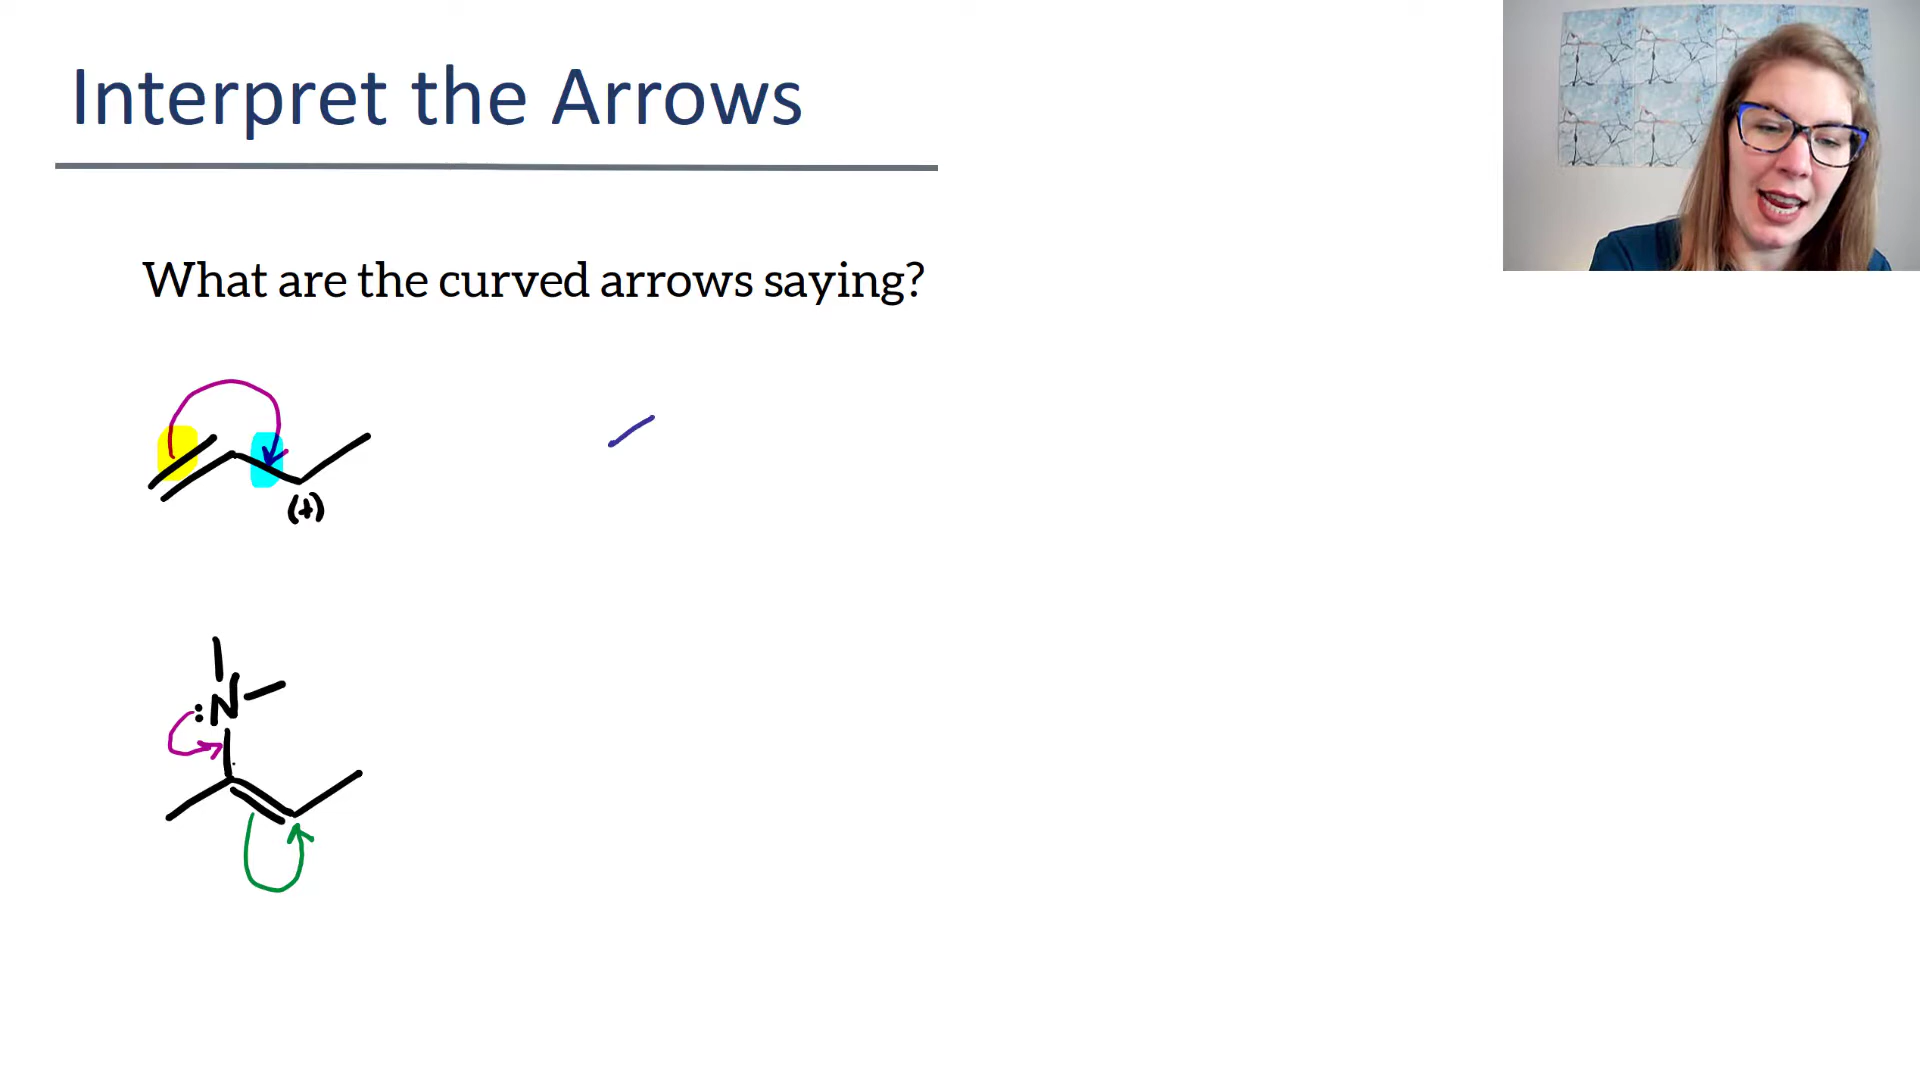 Interpret the Arrows
What are the curved arrows saying?
(+)
:N